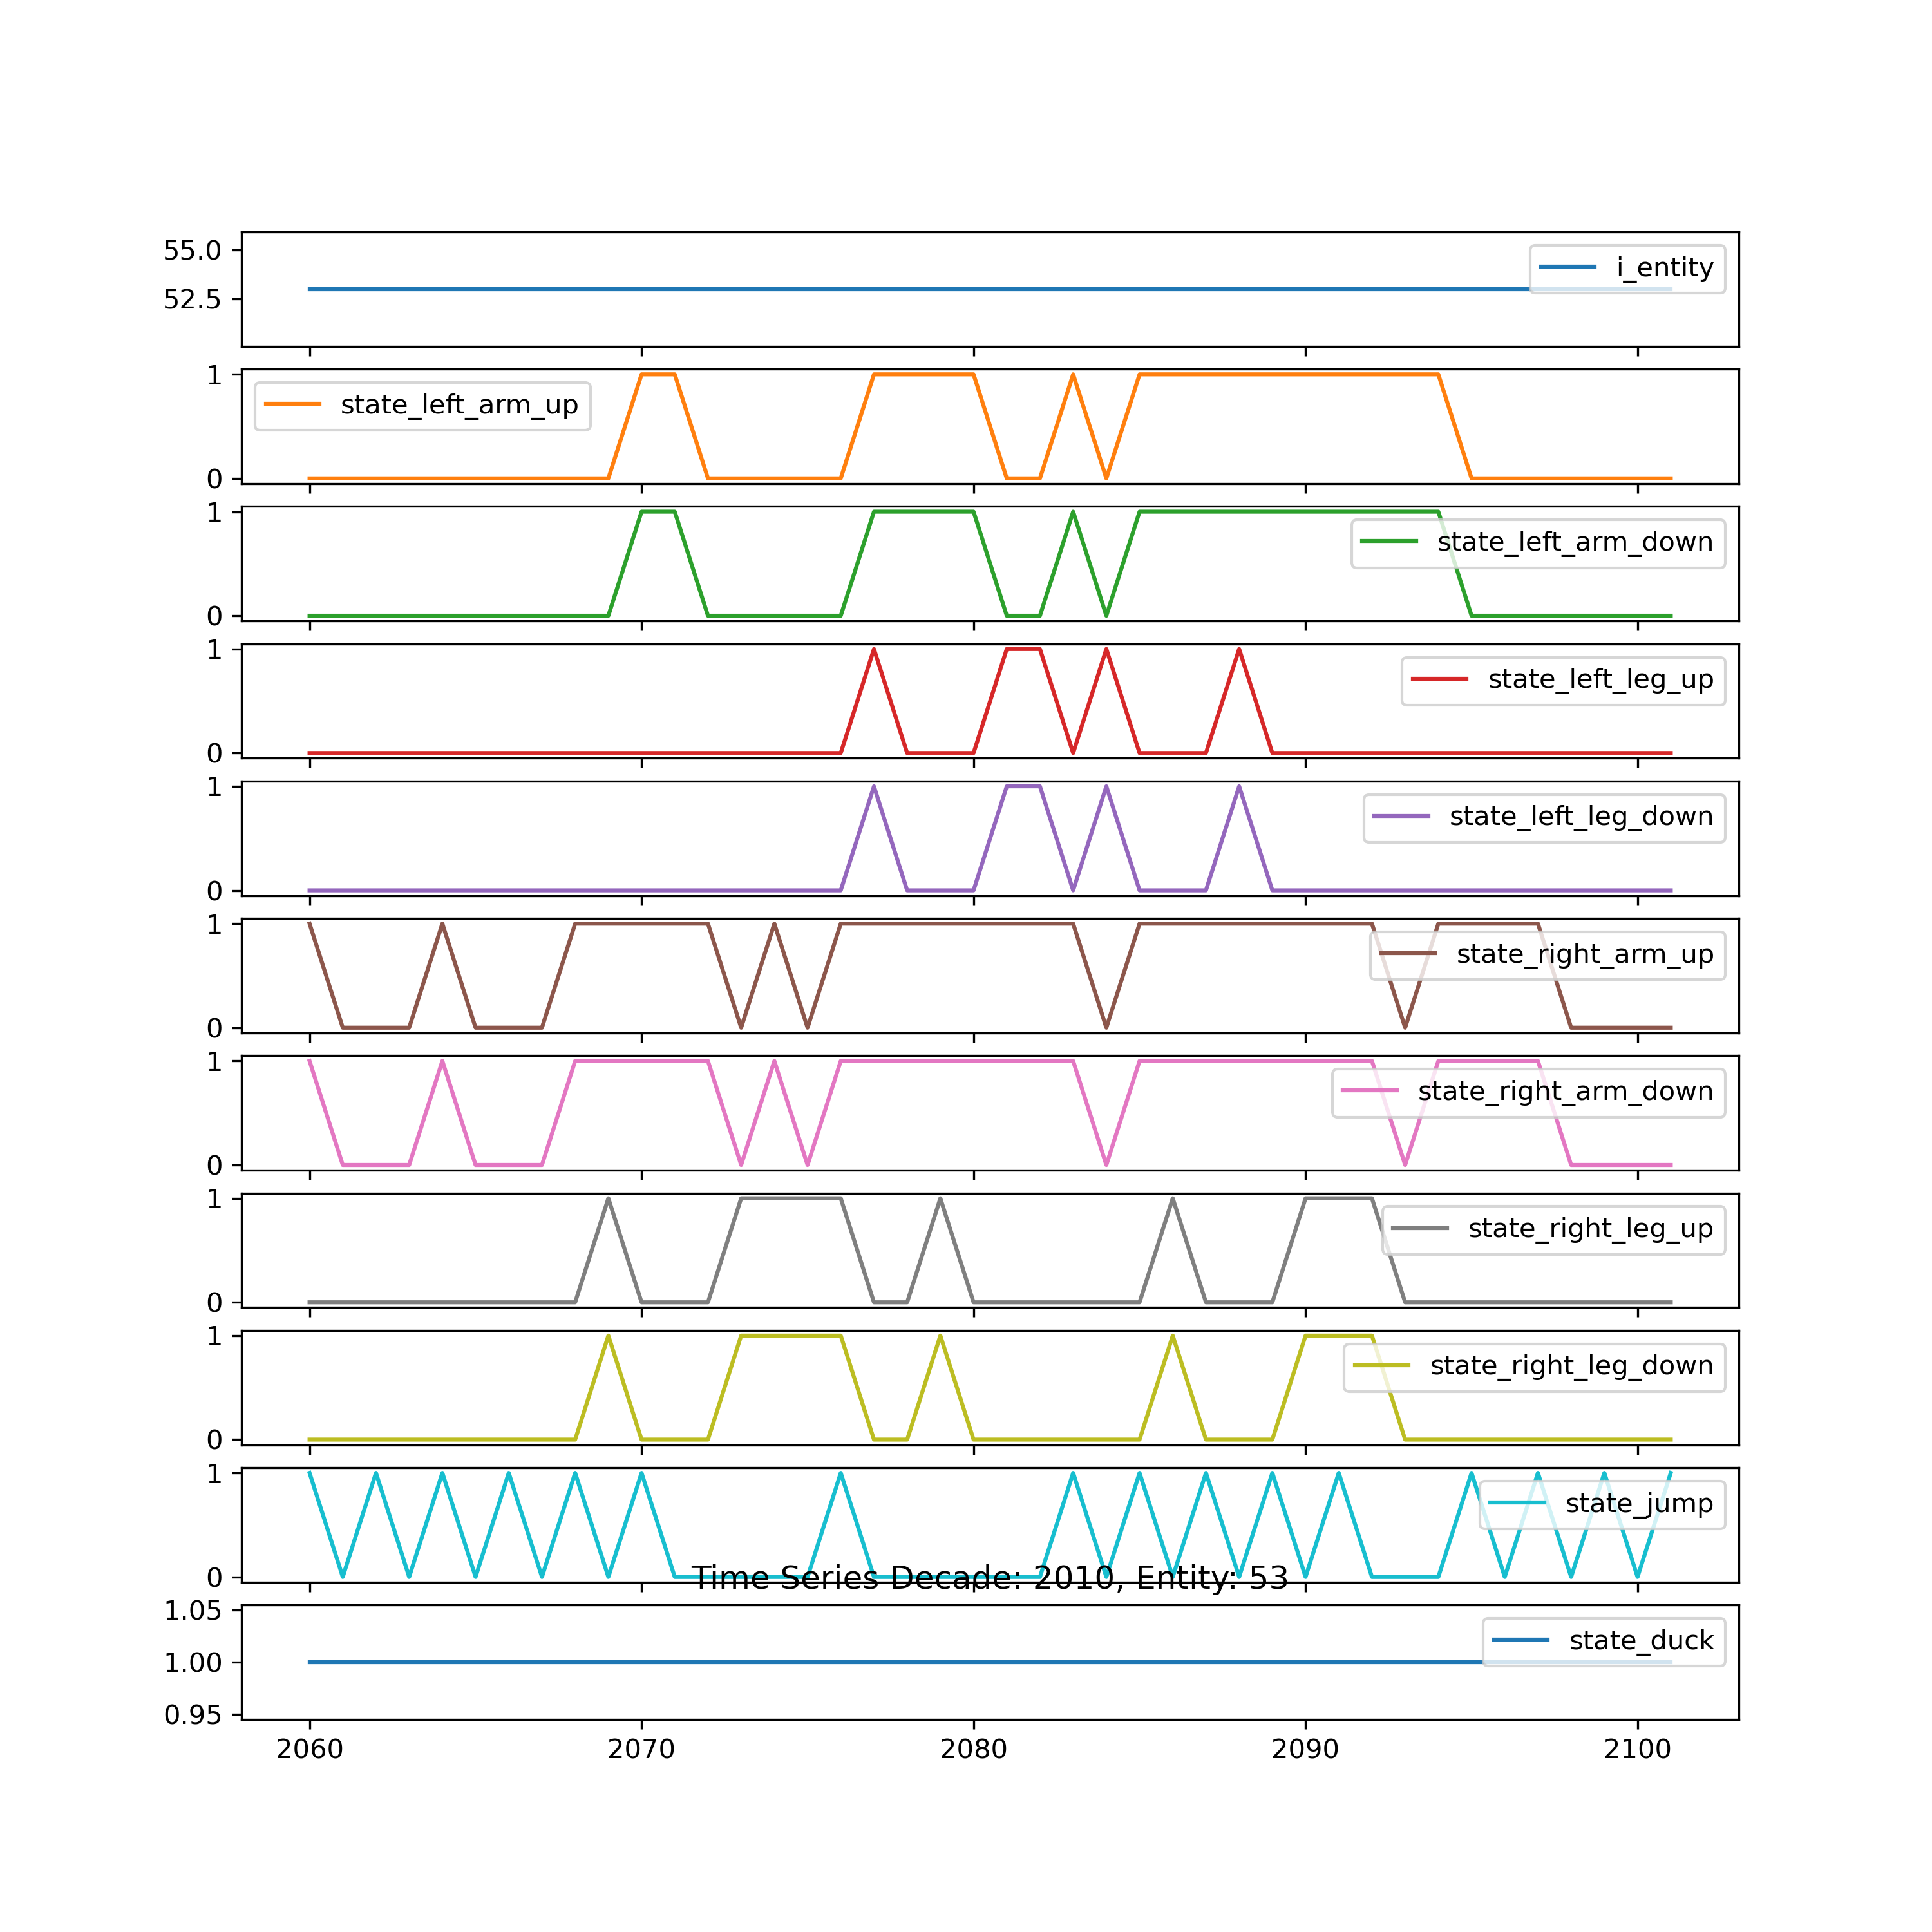 55.0
52.5
i_entity
1
0
state_left_arm_up
1
0
state_left_arm_down
1
0
state_left_leg_up
1
0
state_left_leg_down
1
0
state_right_arm_up
1
0
state_right_arm_down
1
0
state_right_leg_up
1
0
state_right_leg_down
1
0
state_jump
Time Series Decade: 2010, Entity: 53
1.05
1.00
0.95
state_duck
2060 2070 2080 2090 2100